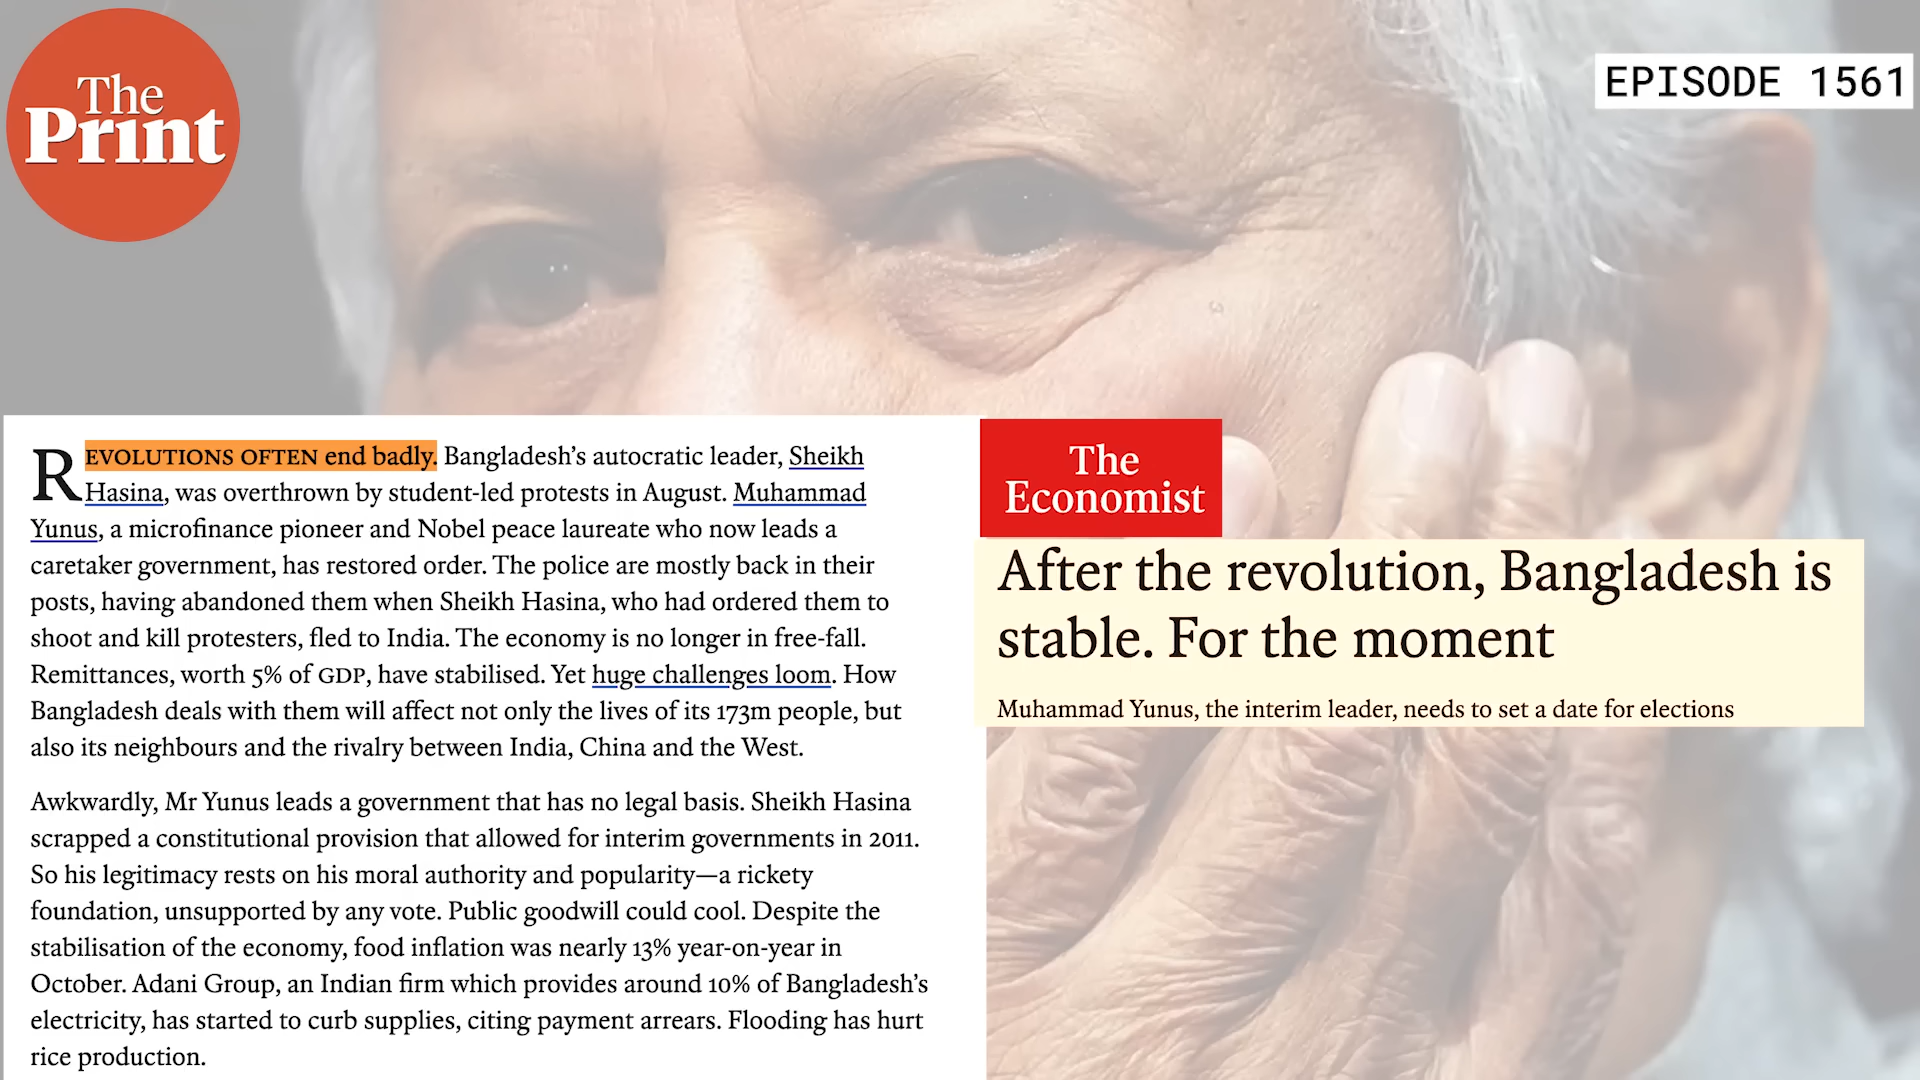 The
Print
EPISODE 1561
REVOLUTIONS OFTEN end badly. Bangladesh’s autocratic leader, Sheikh
Hasina, was overthrown by student-led protests in August. Muhammad
Yunus, a microfinance pioneer and Nobel peace laureate who now leads a
caretaker government, has restored order. The police are mostly back in their
posts, having abandoned them when Sheikh Hasina, who had ordered them to
shoot and kill protesters, fled to India. The economy is no longer in free-fall.
Remittances, worth 5% of GDP, have stabilised. Yet huge challenges loom. How
Bangladesh deals with them will affect not only the lives of its 173m people, but
also its neighbours and the rivalry between India, China and the West.
Awkwardly, Mr Yunus leads a government that has no legal basis. Sheikh Hasina
scrapped a constitutional provision that allowed for interim governments in 2011.
So his legitimacy rests on his moral authority and popularity—a rickety
foundation, unsupported by any vote. Public goodwill could cool. Despite the
stabilisation of the economy, food inflation was nearly 13% year-on-year in
October. Adani Group, an Indian firm which provides around 10% of Bangladesh’s
electricity, has started to curb supplies, citing payment arrears. Flooding has hurt
rice production.
The
Economist
After the revolution, Bangladesh is
stable. For the moment
Muhammad Yunus, the interim leader, needs to set a date for elections